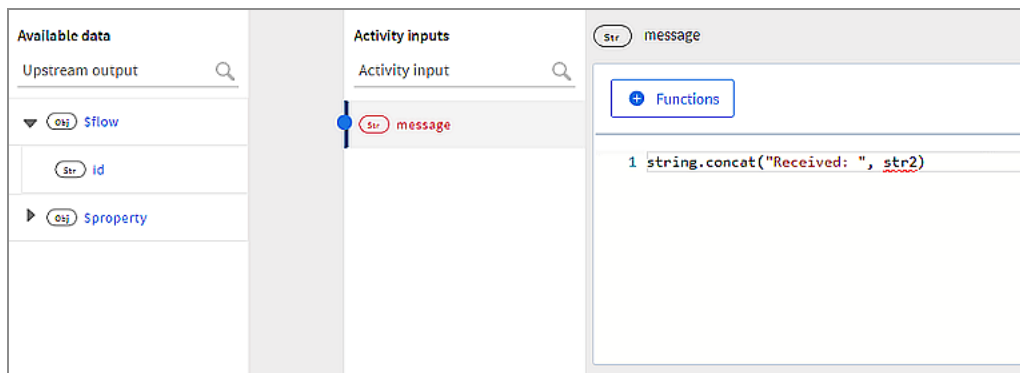 Available data
Upstream output
Obj $flow
Str id
Obj $property
Activity inputs
Activity input
Str message
Str message
Functions
1 string.concat("Received: ", str2)